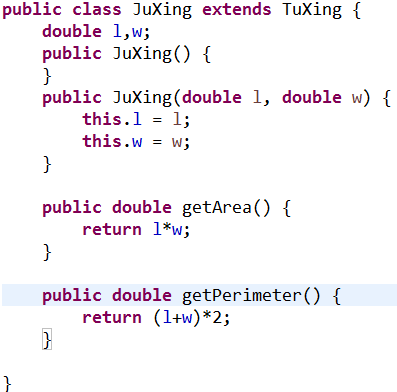 public class JuXing extends TuXing {
    double l,w;
    public JuXing() {
    }
    public JuXing(double l, double w) {
        this.l = l;
        this.w = w;
    }

    public double getArea() {
        return l*w;
    }

    public double getPerimeter() {
        return (l+w)*2;
    }

}